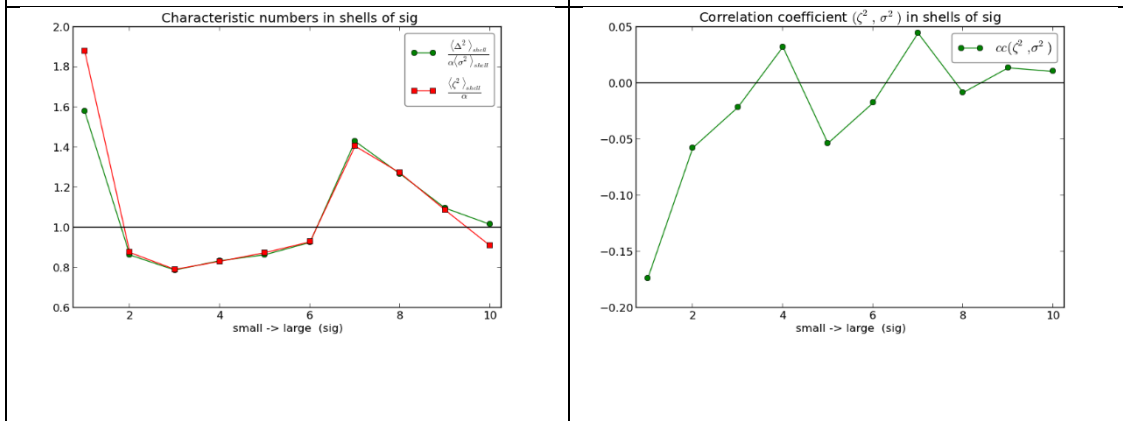 Characteristic numbers in shells of sig
2.0
1.8
1.6
1.4
1.2
1.0
0.8
0.6
⟨Δ²⟩shell / α⟨σ²⟩shell
⟨ζ²⟩shell / α
2 4 6 8 10
small -> large (sig)
Correlation coefficient (ζ² , σ²) in shells of sig
0.05
0.00
−0.05
−0.10
−0.15
−0.20
cc(ζ² ,σ² )
2 4 6 8 10
small -> large (sig)